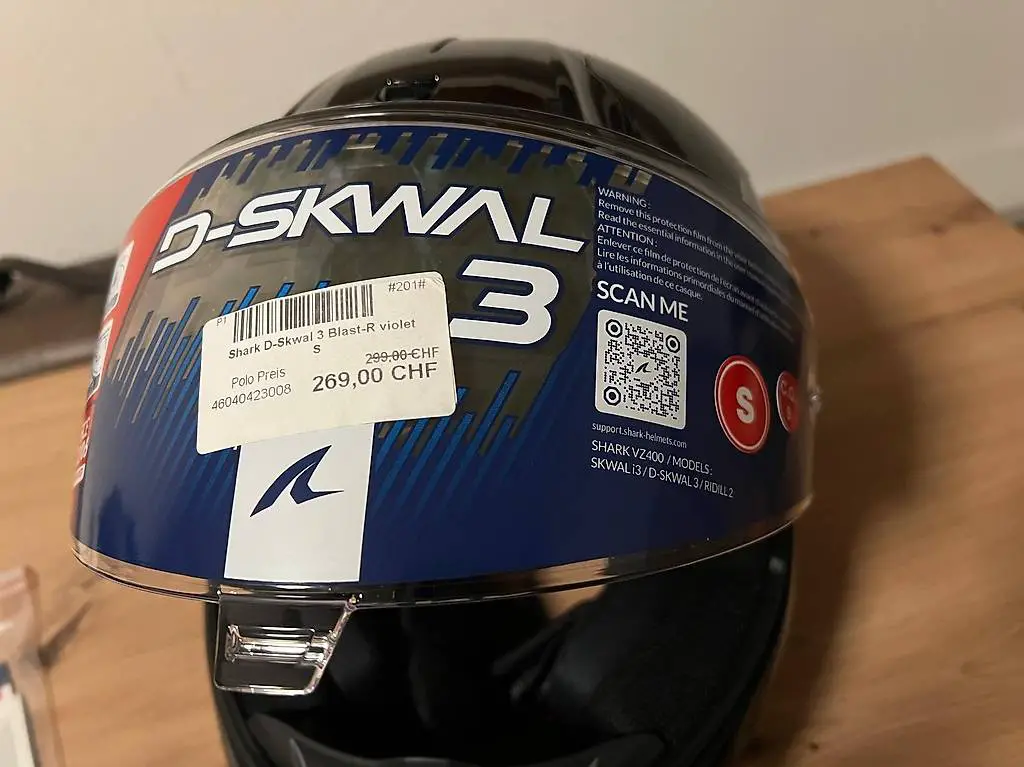 D-SKWAL
3
P1
#201#
Shark D-Skwal 3 Blast-R violet
S
299,00 CHF
Polo Preis
269,00 CHF
46040423008
WARNING :
Remove this protection film from the
Read the essential information in the user
ATTENTION :
Enlever ce film de protection de l'écran avant
Lire les informations primordiales du manuel
à l'utilisation de ce casque.
SCAN ME
S
support.shark-helmets.com
SHARK VZ400 / MODELS :
SKWAL i3 / D-SKWAL 3 / RIDILL 2